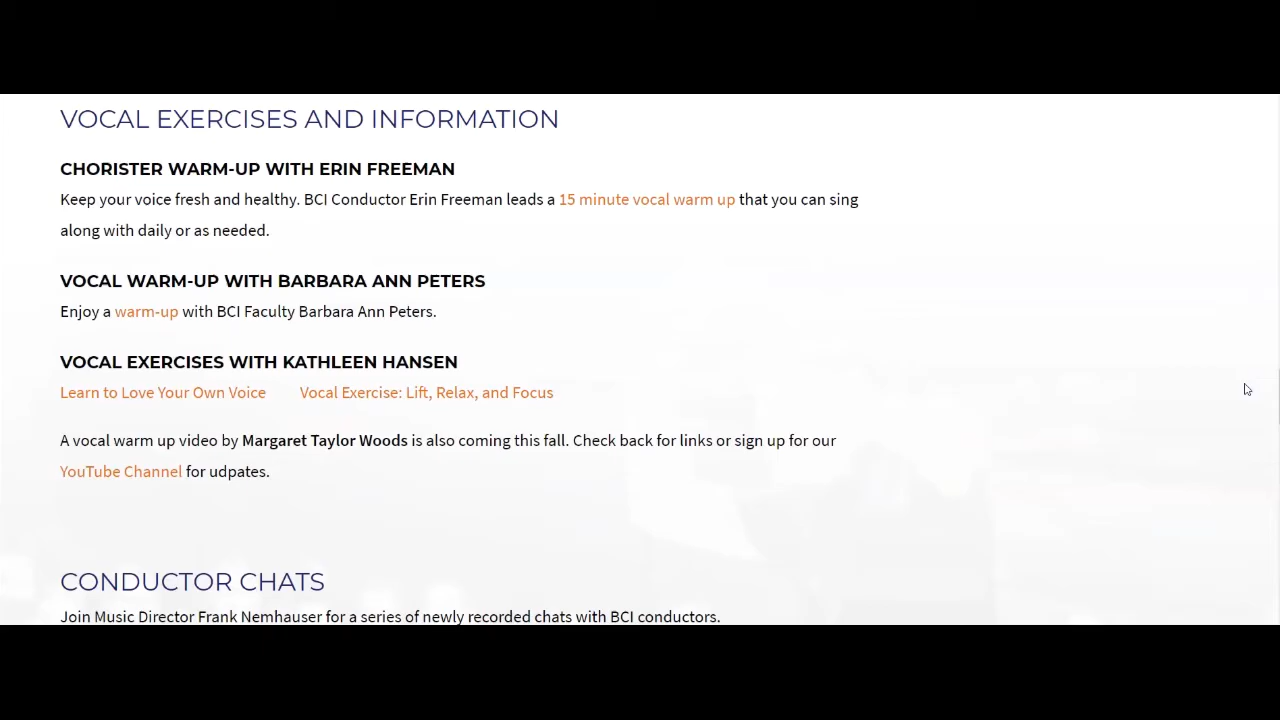 VOCAL EXERCISES AND INFORMATION
CHORISTER WARM-UP WITH ERIN FREEMAN
Keep your voice fresh and healthy. BCI Conductor Erin Freeman leads a 15 minute vocal warm up that you can sing
along with daily or as needed.
VOCAL WARM-UP WITH BARBARA ANN PETERS
Enjoy a warm-up with BCI Faculty Barbara Ann Peters.
VOCAL EXERCISES WITH KATHLEEN HANSEN
Learn to Love Your Own Voice Vocal Exercise: Lift, Relax, and Focus
A vocal warm up video by Margaret Taylor Woods is also coming this fall. Check back for links or sign up for our
YouTube Channel for udpates.
CONDUCTOR CHATS
Join Music Director Frank Nemhauser for a series of newly recorded chats with BCI conductors.